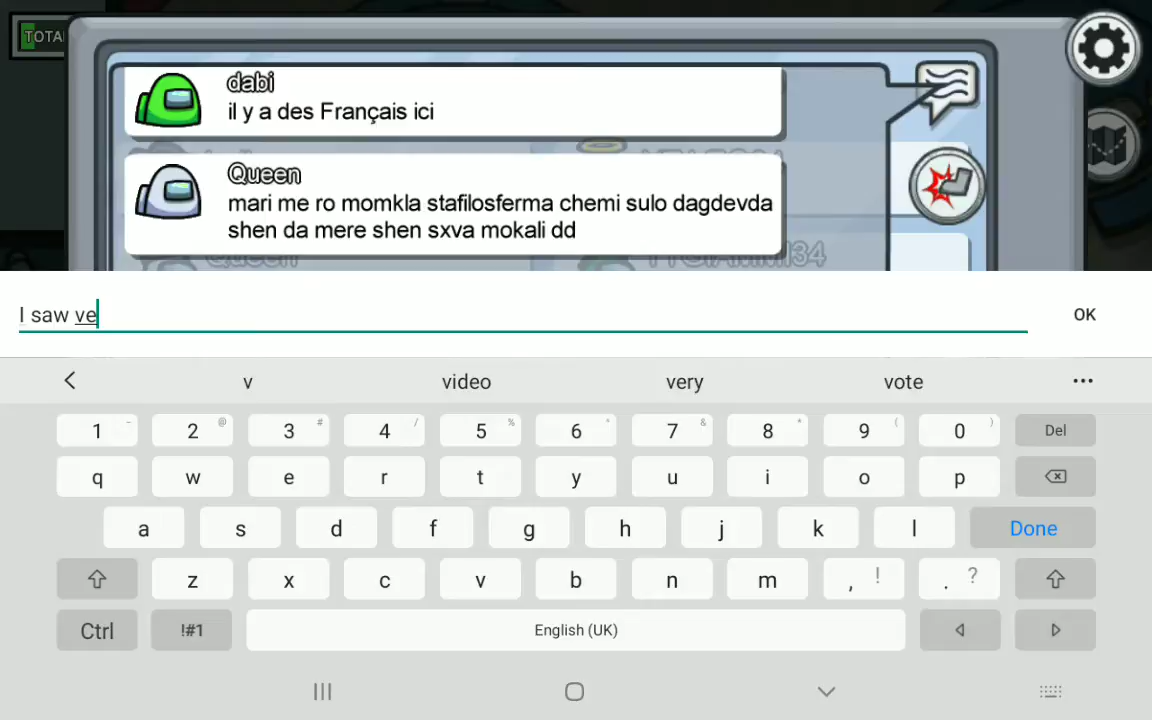 TOTA
dabi
il y a des Français ici
Queen
mari me ro momkla stafilosferma chemi sulo dagdevda
shen da mere shen sxva mokali dd
Queen
I saw ve
OK
v video very vote
1 2 3 4 5 6 7 8 9 0 Del
q w e r t y u i o p
a s d f g h j k l Done
z x c v b n m , ! . ?
Ctrl !#1 English (UK)